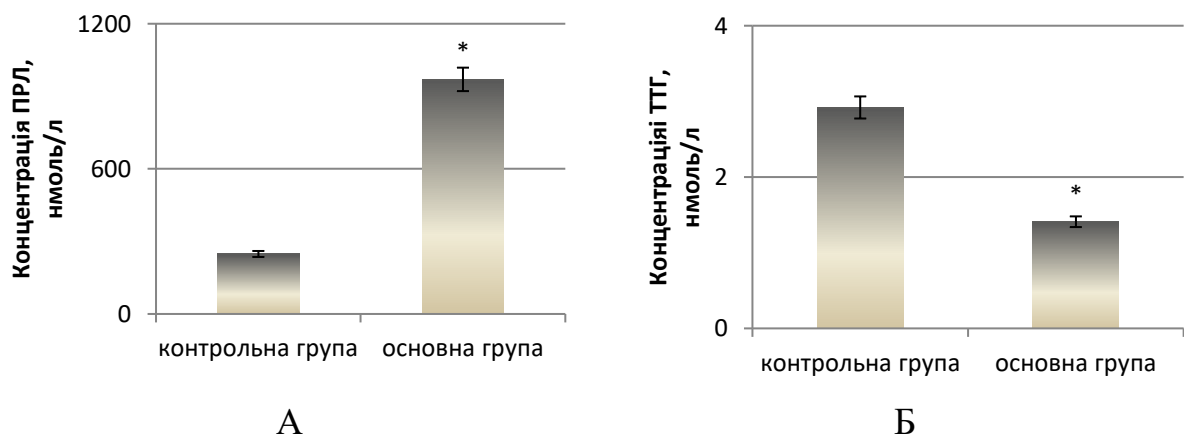 Концентрація ПРЛ,
нмоль/л
1200
600
0
*
контрольна група
основна група
А
Концентраціяі ТТГ,
нмоль/л
4
2
0
*
контрольна група
основна група
Б